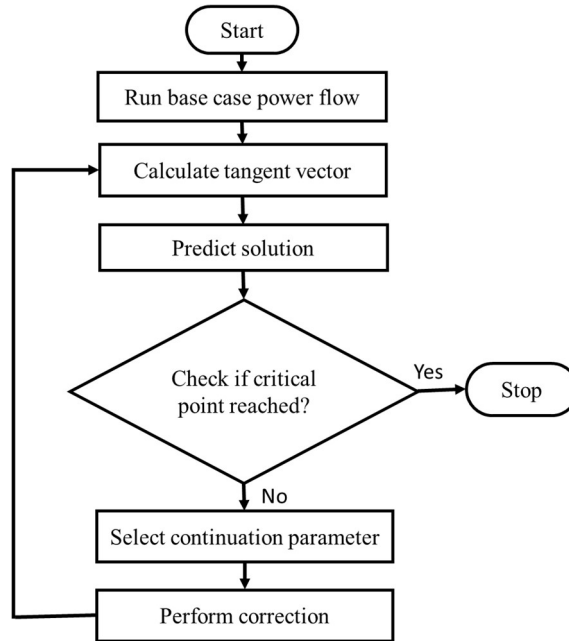 Start
Run base case power flow
Calculate tangent vector
Predict solution
Check if critical
point reached?
Yes
Stop
No
Select continuation parameter
Perform correction